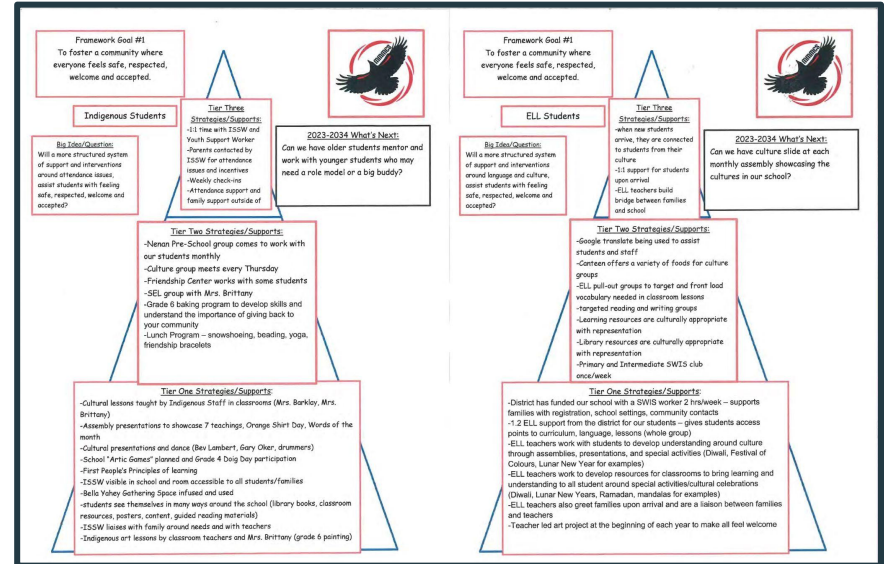 Framework Goal #1
To foster a community where
everyone feels safe, respected,
welcome and accepted.
Indigenous Students
Big Idea/Question:
Will a more structured system
of support and interventions
around attendance issues,
assist students with feeling
safe, respected, welcome and
accepted?
Tier Three
Strategies/Supports:
-1:1 time with ISSW and
Youth Support Worker
-Parents contacted by
ISSW for attendance
issues and incentives
-Weekly check-ins
-Attendance support and
family support outside of
2023-2034 What's Next:
Can we have older students mentor and
work with younger students who may
need a role model or a big buddy?
Tier Two Strategies/Supports:
-Nenan Pre-School group comes to work with
our students monthly
-Culture group meets every Thursday
-Friendship Center works with some students
-SEL group with Mrs. Brittany
-Grade 6 baking program to develop skills and
understand the importance of giving back to
your community
-Lunch Program – snowshoeing, beading, yoga,
friendship bracelets
Tier One Strategies/Supports:
-Cultural lessons taught by Indigenous Staff in classrooms (Mrs. Barkley, Mrs.
Brittany)
-Assembly presentations to showcase 7 teachings, Orange Shirt Day, Words of the
month
-Cultural presentations and dance (Bev Lambert, Gary Oker, drummers)
-School "Artic Games" planned and Grade 4 Doig Day participation
-First People's Principles of learning
-ISSW visible in school and room accessible to all students/families
-Bella Yahey Gathering Space infused and used
-students see themselves in many ways around the school (library books, classroom
resources, posters, content, guided reading materials)
-ISSW liaises with family around needs and with teachers
-Indigenous art lessons by classroom teachers and Mrs. Brittany (grade 6 painting)
Framework Goal #1
To foster a community where
everyone feels safe, respected,
welcome and accepted.
ELL Students
Big Idea/Question:
Will a more structured system
of support and interventions
around language and culture,
assist students with feeling
safe, respected, welcome and
accepted?
Tier Three
Strategies/Supports:
-when new students
arrive, they are connected
to students from their
culture
-1:1 support for students
upon arrival
-ELL teachers build
bridge between families
and school
2023-2034 What's Next:
Can we have culture slide at each
monthly assembly showcasing the
cultures in our school?
Tier Two Strategies/Supports:
-Google translate being used to assist
students and staff
-Canteen offers a variety of foods for culture
groups
-ELL pull-out groups to target and front load
vocabulary needed in classroom lessons
-targeted reading and writing groups
-Learning resources are culturally appropriate
with representation
-Library resources are culturally appropriate
with representation
-Primary and Intermediate SWIS club
once/week
Tier One Strategies/Supports:
-District has funded our school with a SWIS worker 2 hrs/week – supports
families with registration, school settings, community contacts
-1.2 ELL support from the district for our students – gives students access
points to curriculum, language, lessons (whole group)
-ELL teachers work with students to develop understanding around culture
through assemblies, presentations, and special activities (Diwali, Festival of
Colours, Lunar New Year for examples)
-ELL teachers work to develop resources for classrooms to bring learning and
understanding to all student around special activities/cultural celebrations
(Diwali, Lunar New Years, Ramadan, mandalas for examples)
-ELL teachers also greet families upon arrival and are a liaison between families
and teachers
-Teacher led art project at the beginning of each year to make all feel welcome